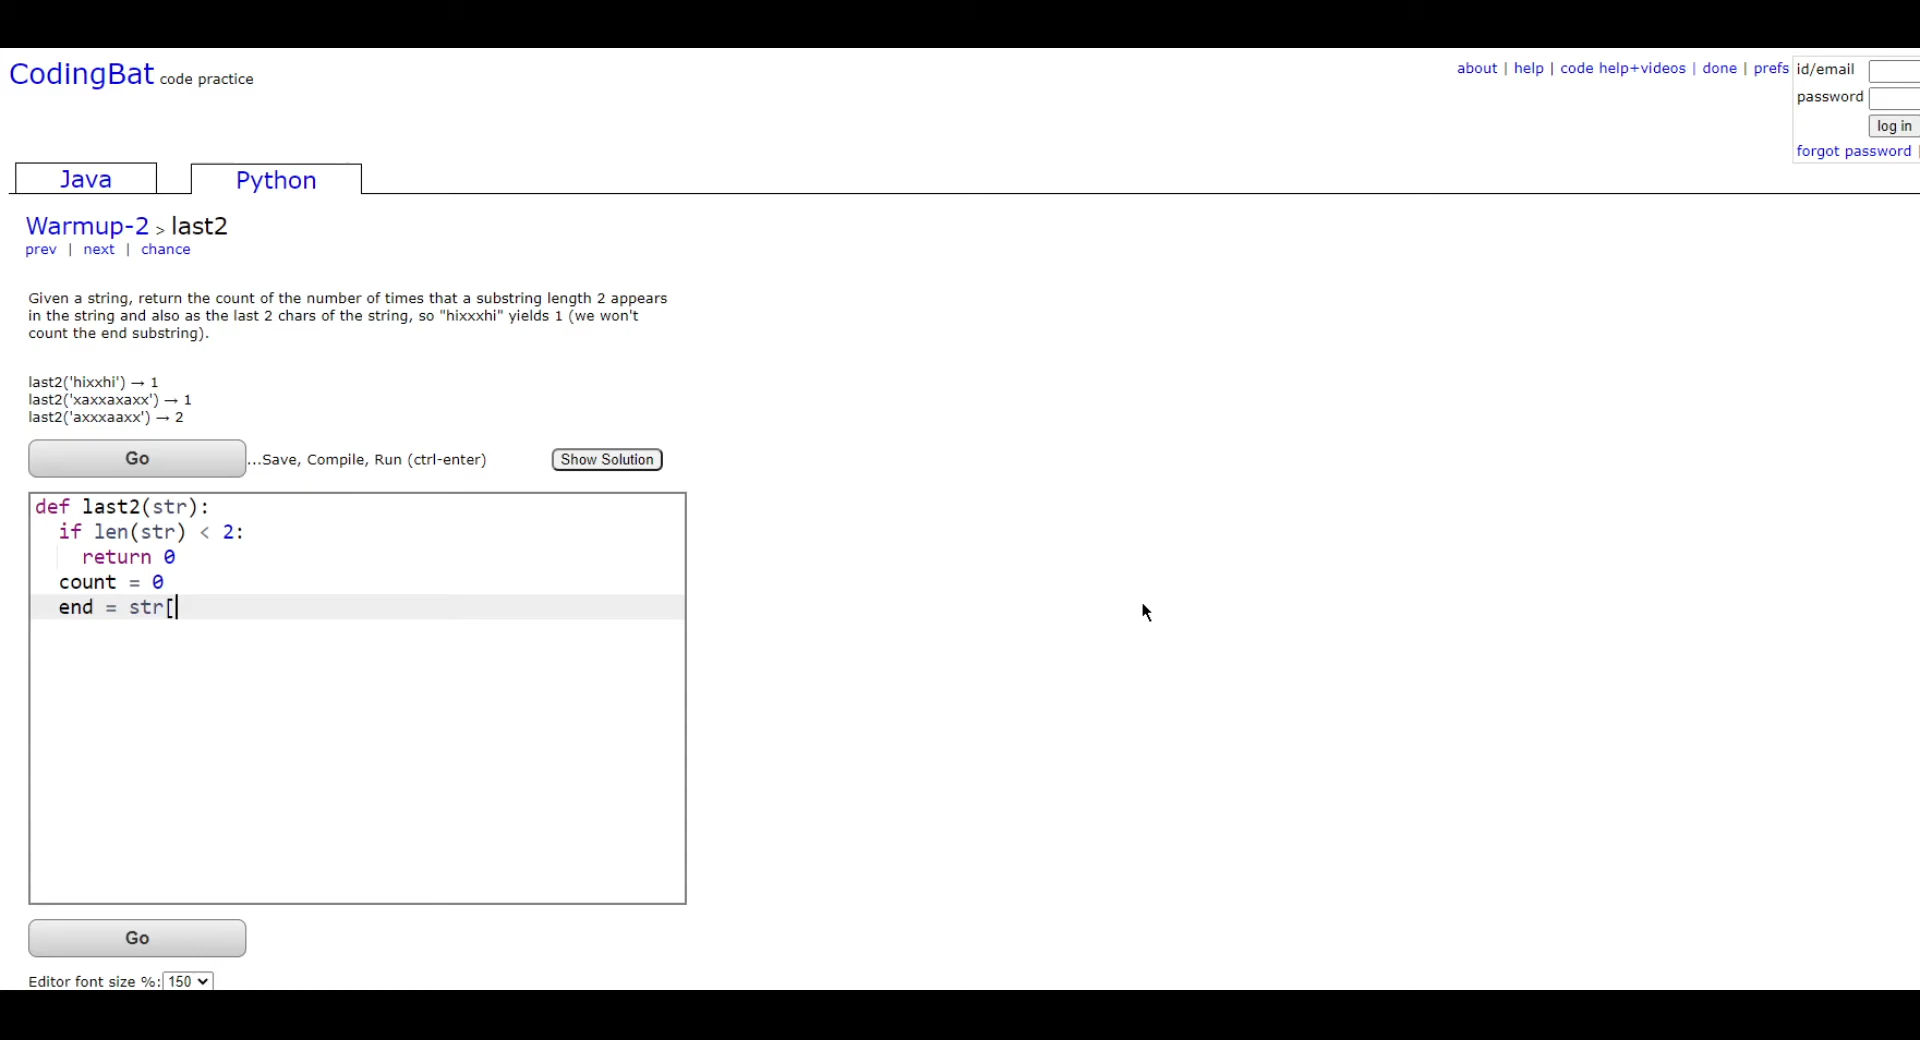 CodingBat code practice
about | help | code help+videos | done | prefs
id/email
password
log in
forgot password |
Java
Python
Warmup-2 > last2
prev | next | chance
Given a string, return the count of the number of times that a substring length 2 appears
in the string and also as the last 2 chars of the string, so "hixxxhi" yields 1 (we won't
count the end substring).
last2('hixxhi') → 1
last2('xaxxaxaxx') → 1
last2('axxxaaxx') → 2
Go
...Save, Compile, Run (ctrl-enter)
Show Solution
def last2(str):
  if len(str) < 2:
    return 0
  count = 0
  end = str[
Go
Editor font size %: 150